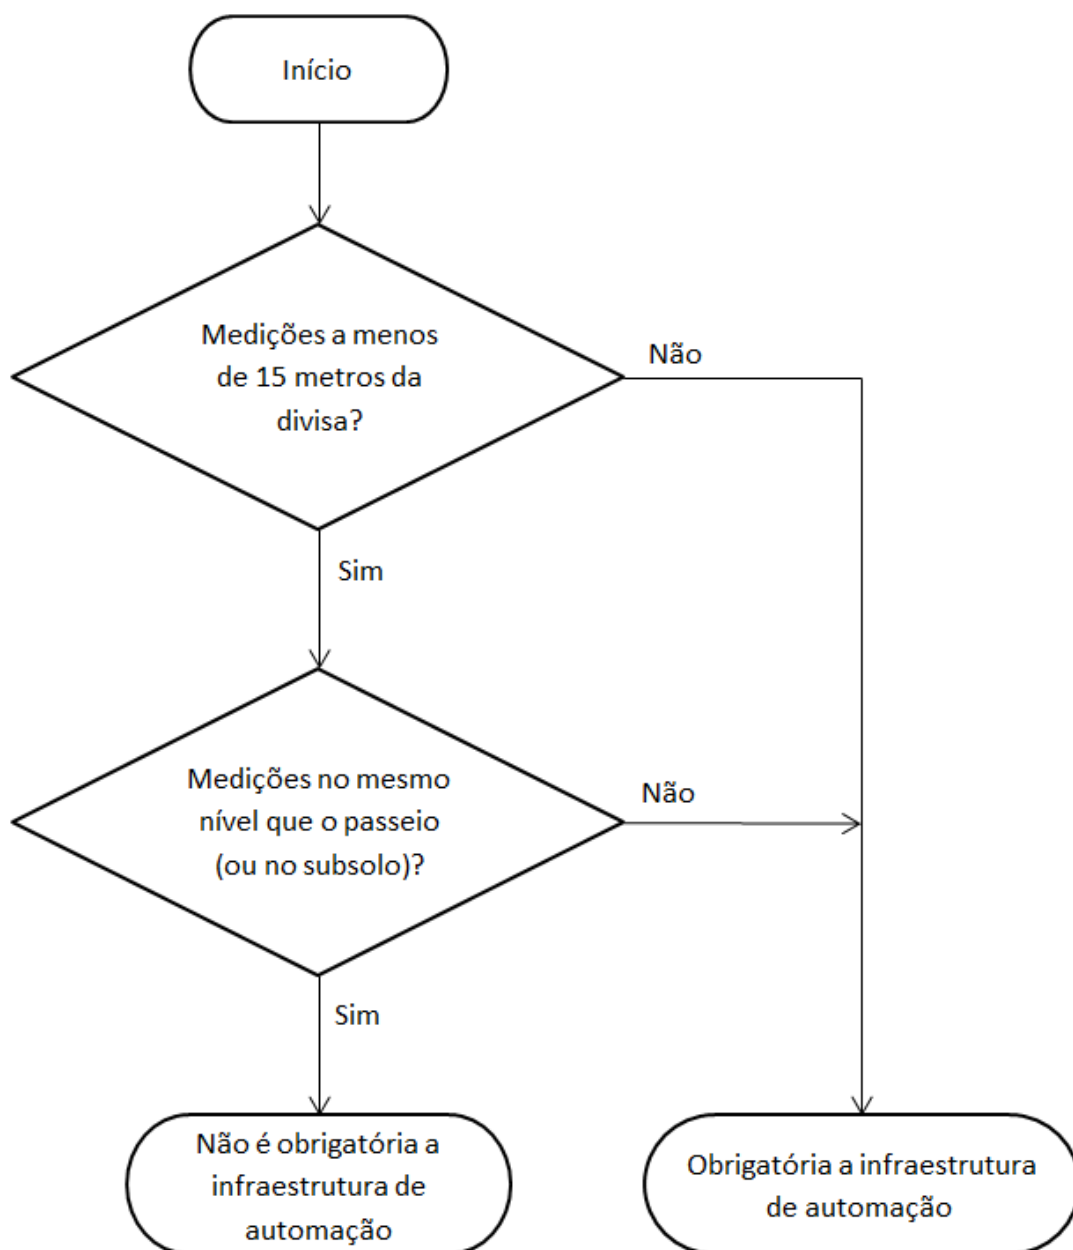 Início
Medições a menos
de 15 metros da
divisa?
Não
Sim
Medições no mesmo
nível que o passeio
(ou no subsolo)?
Não
Sim
Não é obrigatória a
infraestrutura de
automação
Obrigatória a infraestrutura
de automação